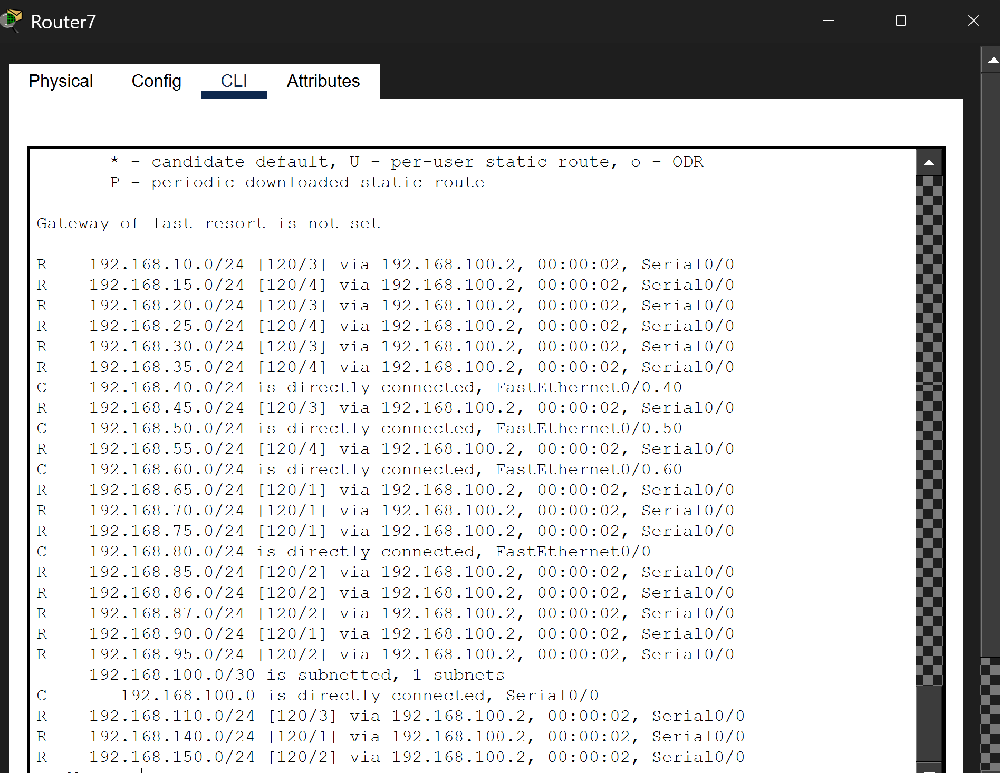 Router7
Physical Config CLI Attributes
* - candidate default, U - per-user static route, o - ODR
P - periodic downloaded static route
Gateway of last resort is not set
R 192.168.10.0/24 [120/3] via 192.168.100.2, 00:00:02, Serial0/0
R 192.168.15.0/24 [120/4] via 192.168.100.2, 00:00:02, Serial0/0
R 192.168.20.0/24 [120/3] via 192.168.100.2, 00:00:02, Serial0/0
R 192.168.25.0/24 [120/4] via 192.168.100.2, 00:00:02, Serial0/0
R 192.168.30.0/24 [120/3] via 192.168.100.2, 00:00:02, Serial0/0
R 192.168.35.0/24 [120/4] via 192.168.100.2, 00:00:02, Serial0/0
C 192.168.40.0/24 is directly connected, FastEthernet0/0.40
R 192.168.45.0/24 [120/3] via 192.168.100.2, 00:00:02, Serial0/0
C 192.168.50.0/24 is directly connected, FastEthernet0/0.50
R 192.168.55.0/24 [120/4] via 192.168.100.2, 00:00:02, Serial0/0
C 192.168.60.0/24 is directly connected, FastEthernet0/0.60
R 192.168.65.0/24 [120/1] via 192.168.100.2, 00:00:02, Serial0/0
R 192.168.70.0/24 [120/1] via 192.168.100.2, 00:00:02, Serial0/0
R 192.168.75.0/24 [120/1] via 192.168.100.2, 00:00:02, Serial0/0
C 192.168.80.0/24 is directly connected, FastEthernet0/0
R 192.168.85.0/24 [120/2] via 192.168.100.2, 00:00:02, Serial0/0
R 192.168.86.0/24 [120/2] via 192.168.100.2, 00:00:02, Serial0/0
R 192.168.87.0/24 [120/2] via 192.168.100.2, 00:00:02, Serial0/0
R 192.168.90.0/24 [120/1] via 192.168.100.2, 00:00:02, Serial0/0
R 192.168.95.0/24 [120/2] via 192.168.100.2, 00:00:02, Serial0/0
192.168.100.0/30 is subnetted, 1 subnets
C 192.168.100.0 is directly connected, Serial0/0
R 192.168.110.0/24 [120/3] via 192.168.100.2, 00:00:02, Serial0/0
R 192.168.140.0/24 [120/1] via 192.168.100.2, 00:00:02, Serial0/0
R 192.168.150.0/24 [120/2] via 192.168.100.2, 00:00:02, Serial0/0